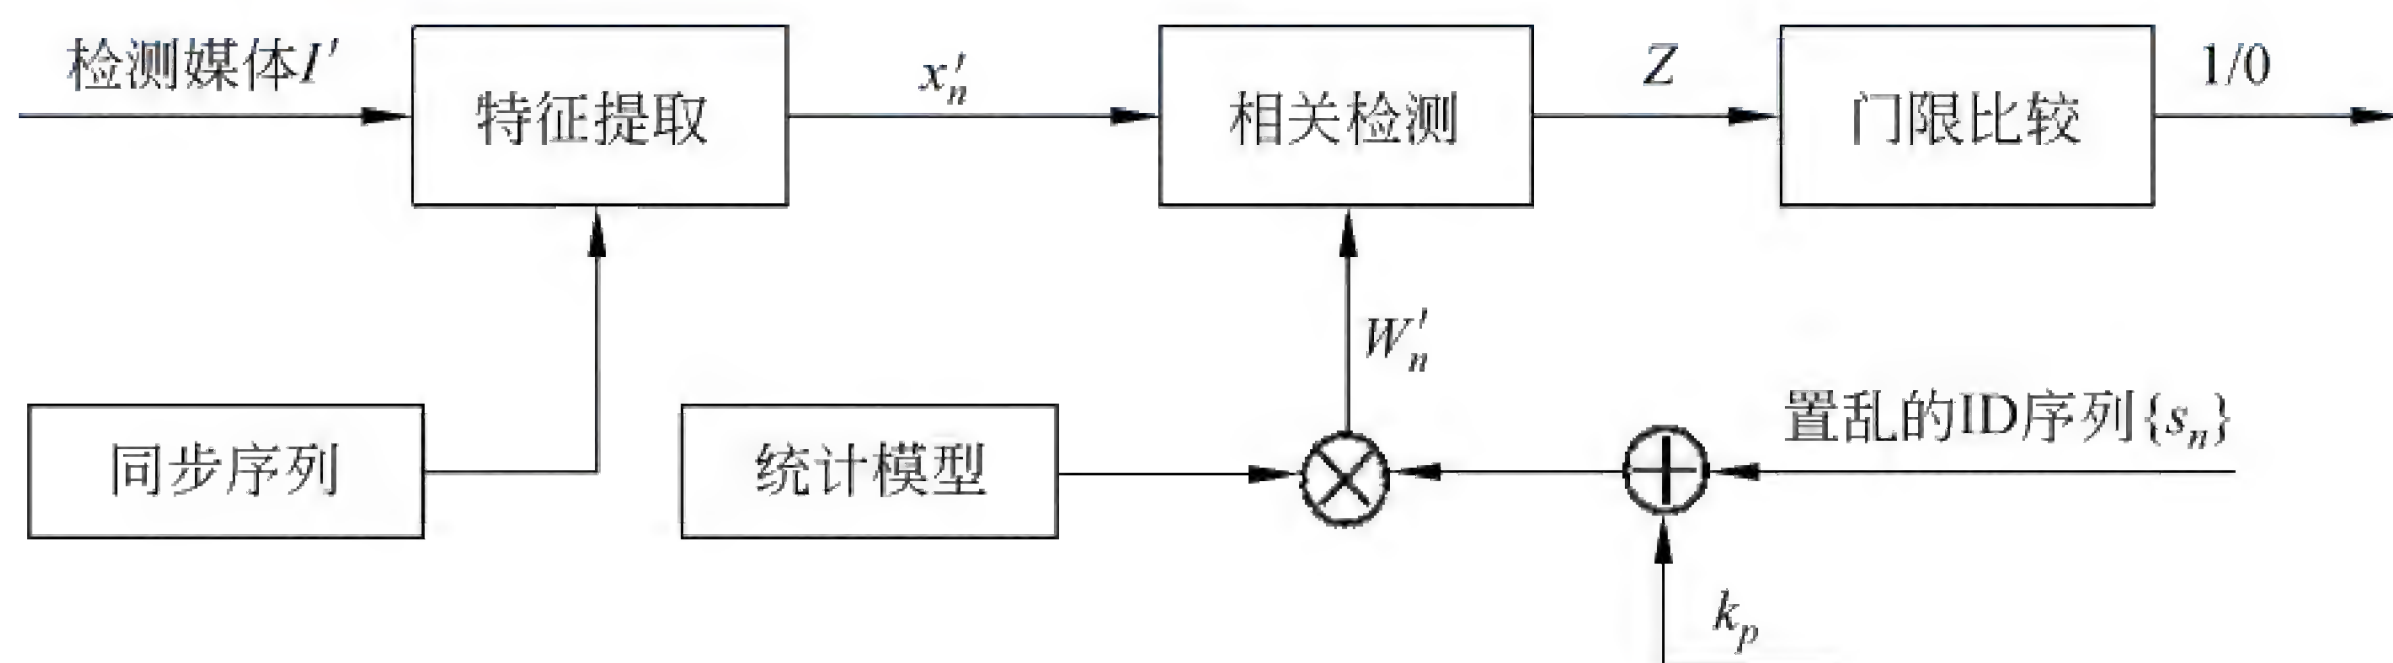 检测媒体I′
特征提取
x′n
相关检测
Z
门限比较
1/0
W′n
同步序列
统计模型
置乱的ID序列{sn}
kp